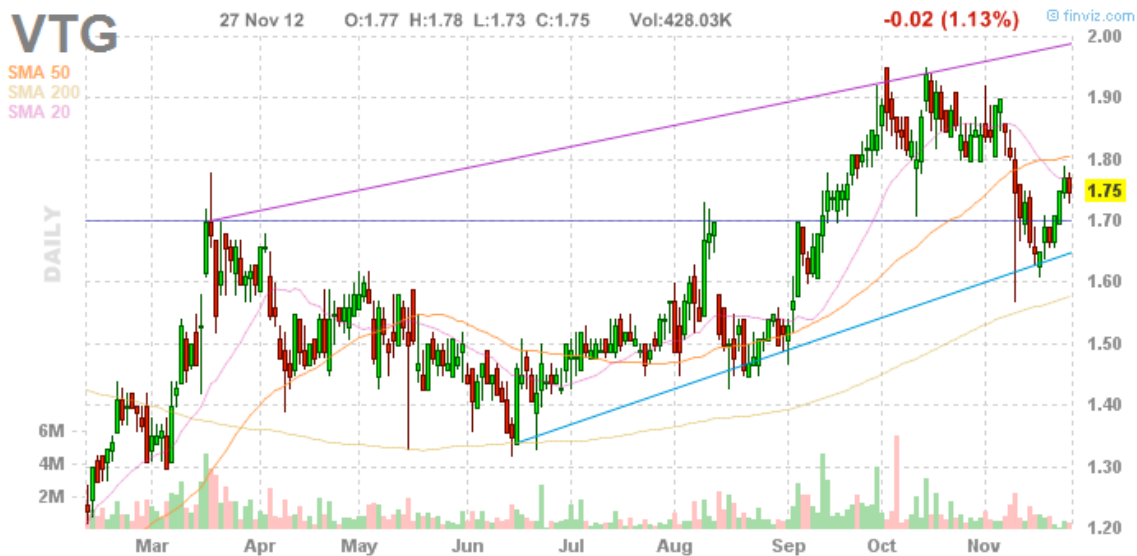 VTG 27 Nov 12 O:1.77 H:1.78 L:1.73 C:1.75 Vol:428.03K -0.02 (1.13%) © finviz.com
SMA 50
SMA 200
SMA 20
2.00
1.90
1.80
1.75
1.70
1.60
1.50
1.40
1.30
1.20
DAILY
6M
4M
2M
Mar Apr May Jun Jul Aug Sep Oct Nov